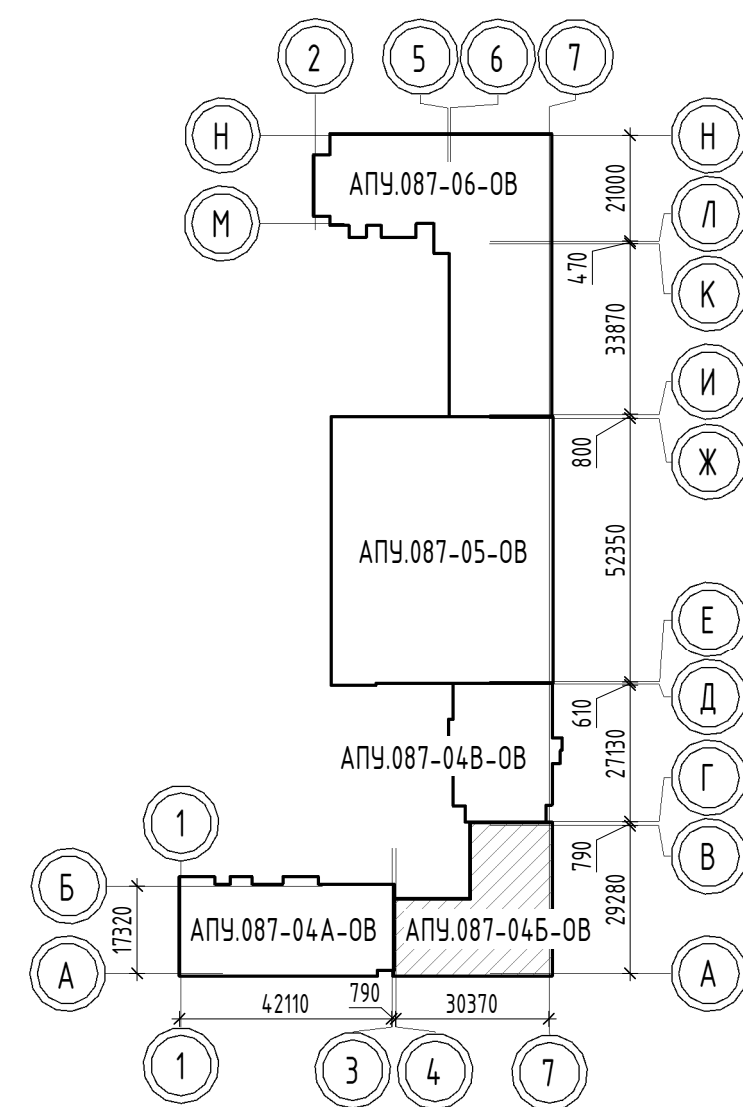 2
5
6
7
Н
Н
АПУ.087-06-ОВ
21000
М
Л
470
К
33870
И
800
Ж
АПУ.087-05-ОВ
52350
Е
610
Д
АПУ.087-04В-ОВ
27130
Г
1
790
В
Б
17320
АПУ.087-04А-ОВ
АПУ.087-04Б-ОВ
29280
А
А
42110
790
30370
1
3
4
7